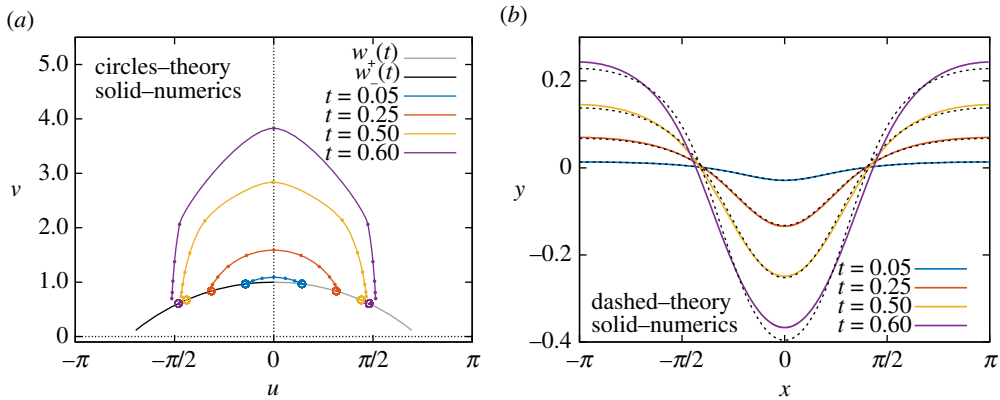 (a)
5.0
4.0
v 3.0
2.0
1.0
0
circles–theory
solid–numerics
w+(t)
w−(t)
t = 0.05
t = 0.25
t = 0.50
t = 0.60
−π −π/2 0 π/2 π
u
(b)
0.2
0
y
−0.2
−0.4
dashed–theory
solid–numerics
t = 0.05
t = 0.25
t = 0.50
t = 0.60
−π −π/2 0 π/2 π
x